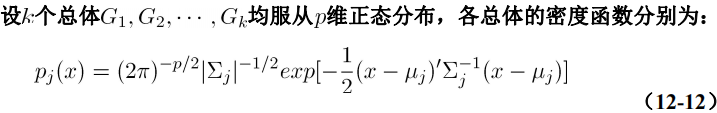 设k个总体G₁, G₂, ⋯, Gₖ均服从p维正态分布，各总体的密度函数分别为：
pⱼ(x) = (2π)^{-p/2}|Σⱼ|^{-1/2}exp[-\frac{1}{2}(x − μⱼ)′Σⱼ^{-1}(x − μⱼ)]
（12-12）